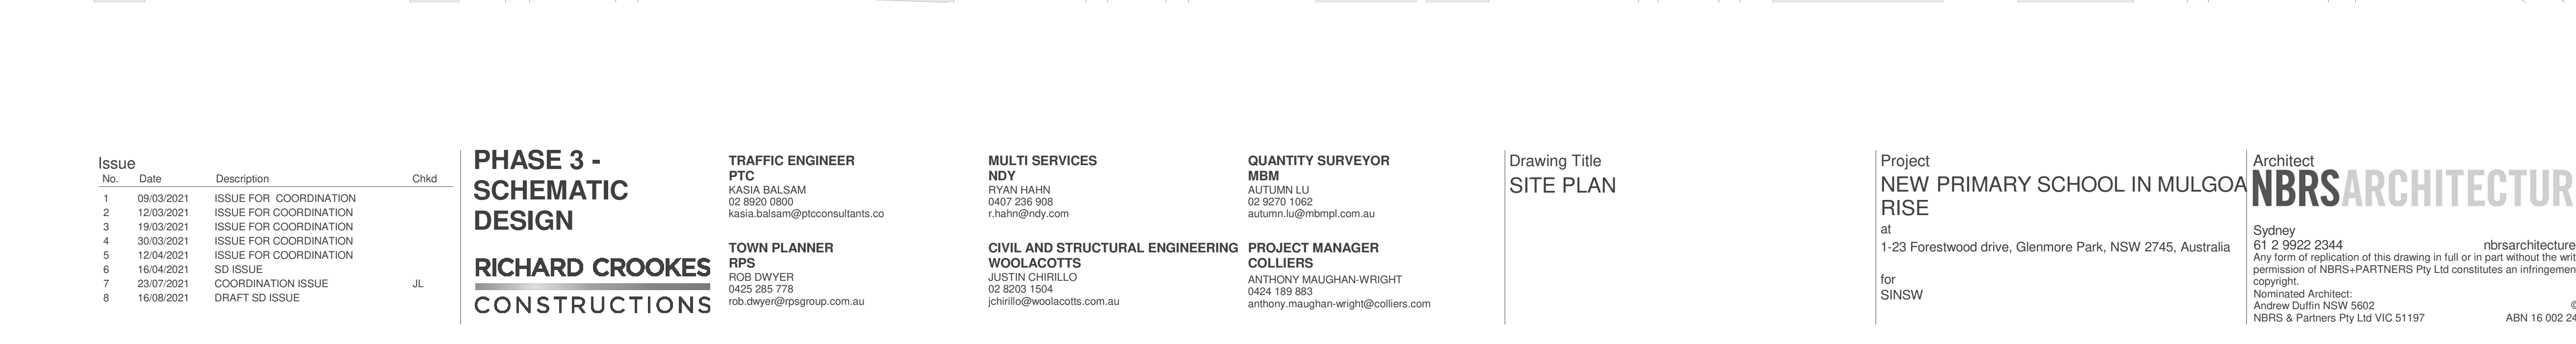 Issue
No. Date Description Chkd
1 09/03/2021 ISSUE FOR COORDINATION
2 12/03/2021 ISSUE FOR COORDINATION
3 19/03/2021 ISSUE FOR COORDINATION
4 30/03/2021 ISSUE FOR COORDINATION
5 12/04/2021 ISSUE FOR COORDINATION
6 16/04/2021 SD ISSUE
7 23/07/2021 COORDINATION ISSUE JL
8 16/08/2021 DRAFT SD ISSUE
PHASE 3 -
SCHEMATIC
DESIGN
RICHARD CROOKES
CONSTRUCTIONS
TRAFFIC ENGINEER
PTC
KASIA BALSAM
02 8920 0800
kasia.balsam@ptcconsultants.co
TOWN PLANNER
RPS
ROB DWYER
0425 285 778
rob.dwyer@rpsgroup.com.au
MULTI SERVICES
NDY
RYAN HAHN
0407 236 908
r.hahn@ndy.com
CIVIL AND STRUCTURAL ENGINEERING
WOOLACOTTS
JUSTIN CHIRILLO
02 8203 1504
jchirillo@woolacotts.com.au
QUANTITY SURVEYOR
MBM
AUTUMN LU
02 9270 1062
autumn.lu@mbmpl.com.au
PROJECT MANAGER
COLLIERS
ANTHONY MAUGHAN-WRIGHT
0424 189 883
anthony.maughan-wright@colliers.com
Drawing Title
SITE PLAN
Project
NEW PRIMARY SCHOOL IN MULGOA
RISE
at
1-23 Forestwood drive, Glenmore Park, NSW 2745, Australia
for
SINSW
Architect
NBRSARCHITECTUR
Sydney
61 2 9922 2344 nbrsarchitecture
Any form of replication of this drawing in full or in part without the writ
permission of NBRS+PARTNERS Pty Ltd constitutes an infringemen
copyright.
Nominated Architect:
Andrew Duffin NSW 5602 ©
NBRS & Partners Pty Ltd VIC 51197 ABN 16 002 24